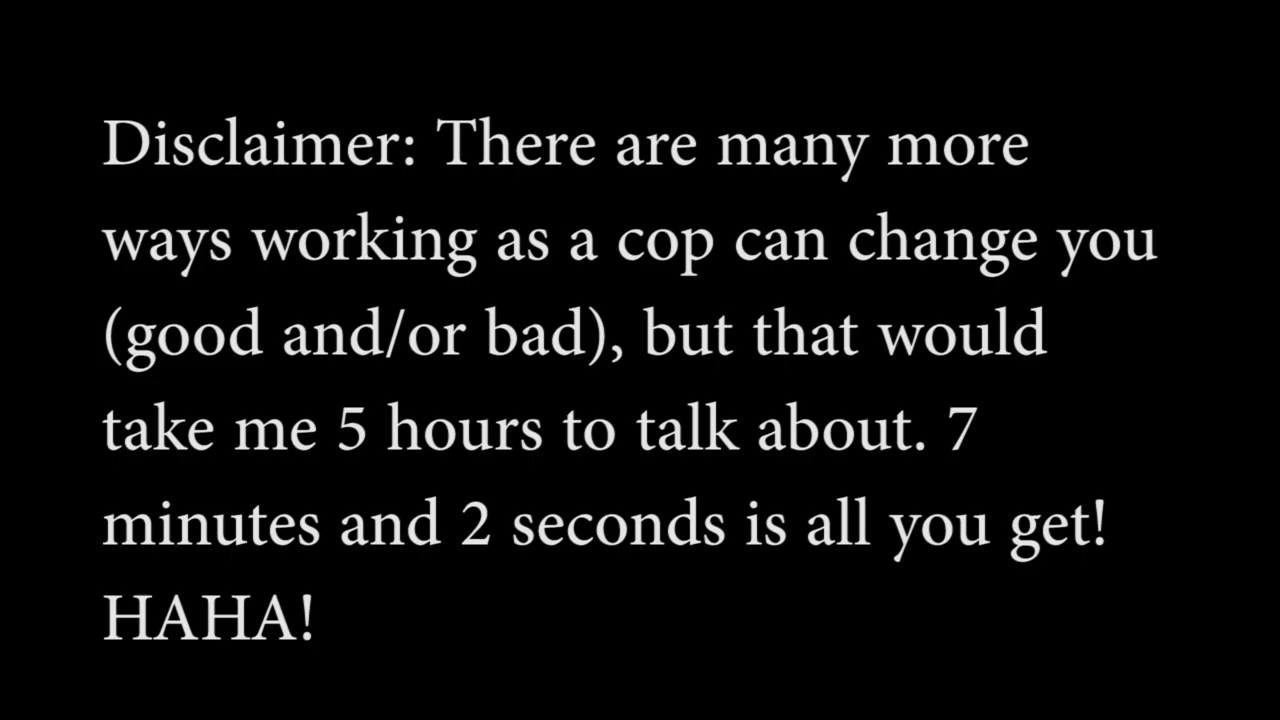 Disclaimer: There are many more
ways working as a cop can change you
(good and/or bad), but that would
take me 5 hours to talk about. 7
minutes and 2 seconds is all you get!
HAHA!